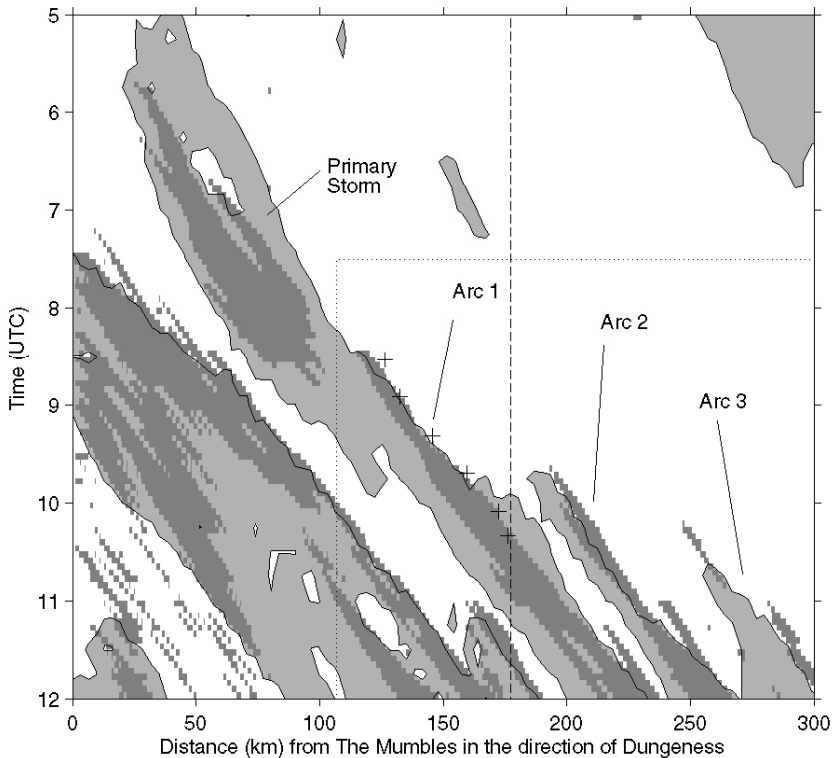 5
6
7
8
9
10
11
12
Time (UTC)
Primary
Storm
Arc 1
Arc 2
Arc 3
0
50
100
150
200
250
300
Distance (km) from The Mumbles in the direction of Dungeness